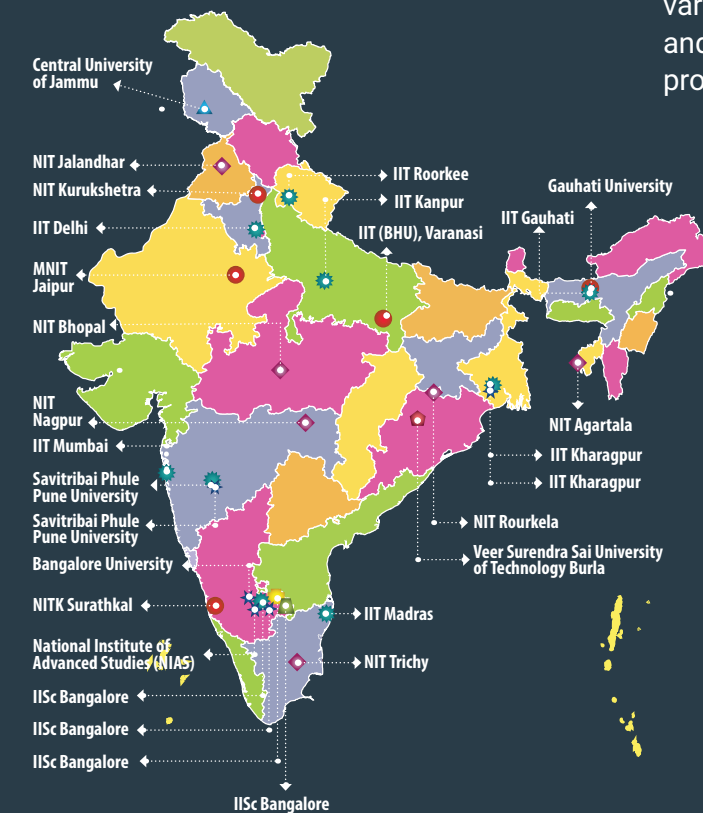 var
and
pro
Central University
of Jammu
NIT Jalandhar
NIT Kurukshetra
IIT Delhi
MNIT
Jaipur
NIT Bhopal
NIT
Nagpur
IIT Mumbai
Savitribai Phule
Pune University
Savitribai Phule
Pune University
Bangalore University
NITK Surathkal
National Institute of
Advanced Studies (NIAS)
IISc Bangalore
IISc Bangalore
IISc Bangalore
IISc Bangalore
IIT Roorkee
IIT Kanpur
IIT (BHU), Varanasi
Gauhati University
IIT Gauhati
NIT Agartala
IIT Kharagpur
IIT Kharagpur
NIT Rourkela
Veer Surendra Sai University
of Technology Burla
IIT Madras
NIT Trichy